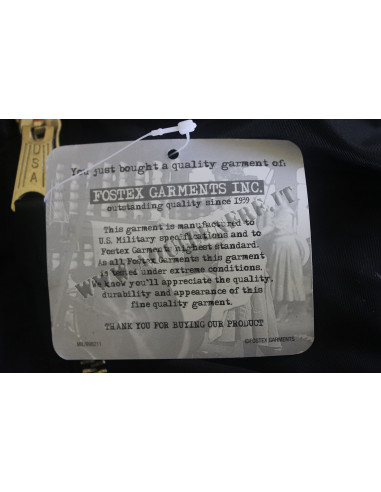 USA
You just bought a quality garment of:
FOSTEX GARMENTS INC.
outstanding quality since 1939
This garment is manufactured to
U.S. Military specifications and to
Fostex Garments highest standard.
As all Fostex Garments this garment
is tested under extreme conditions.
We know you'll appreciate the quality,
durability and appearance of this
fine quality garment.
THANK YOU FOR BUYING OUR PRODUCT
©FOSTEX GARMENTS